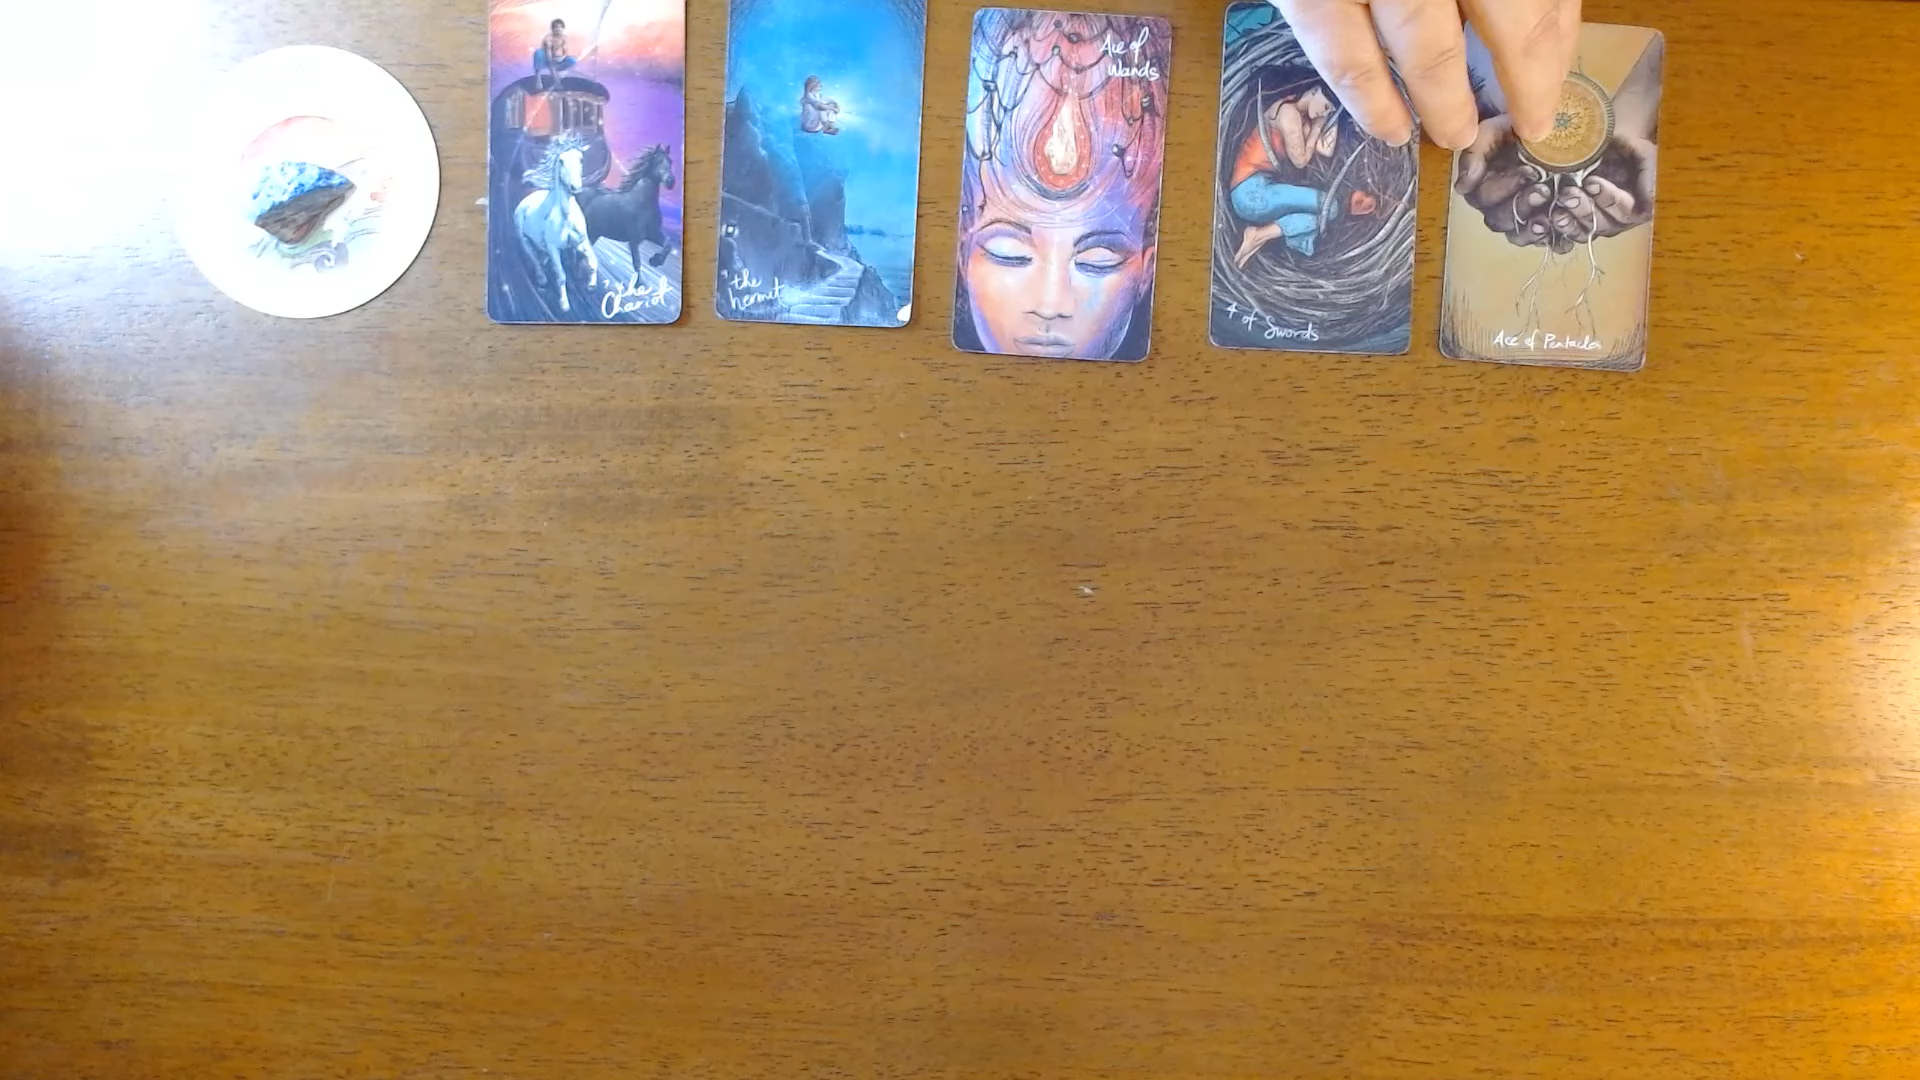 the
Chariot
the
hermit
Ace of
Wands
4 of Swords
Ace of Pentacles